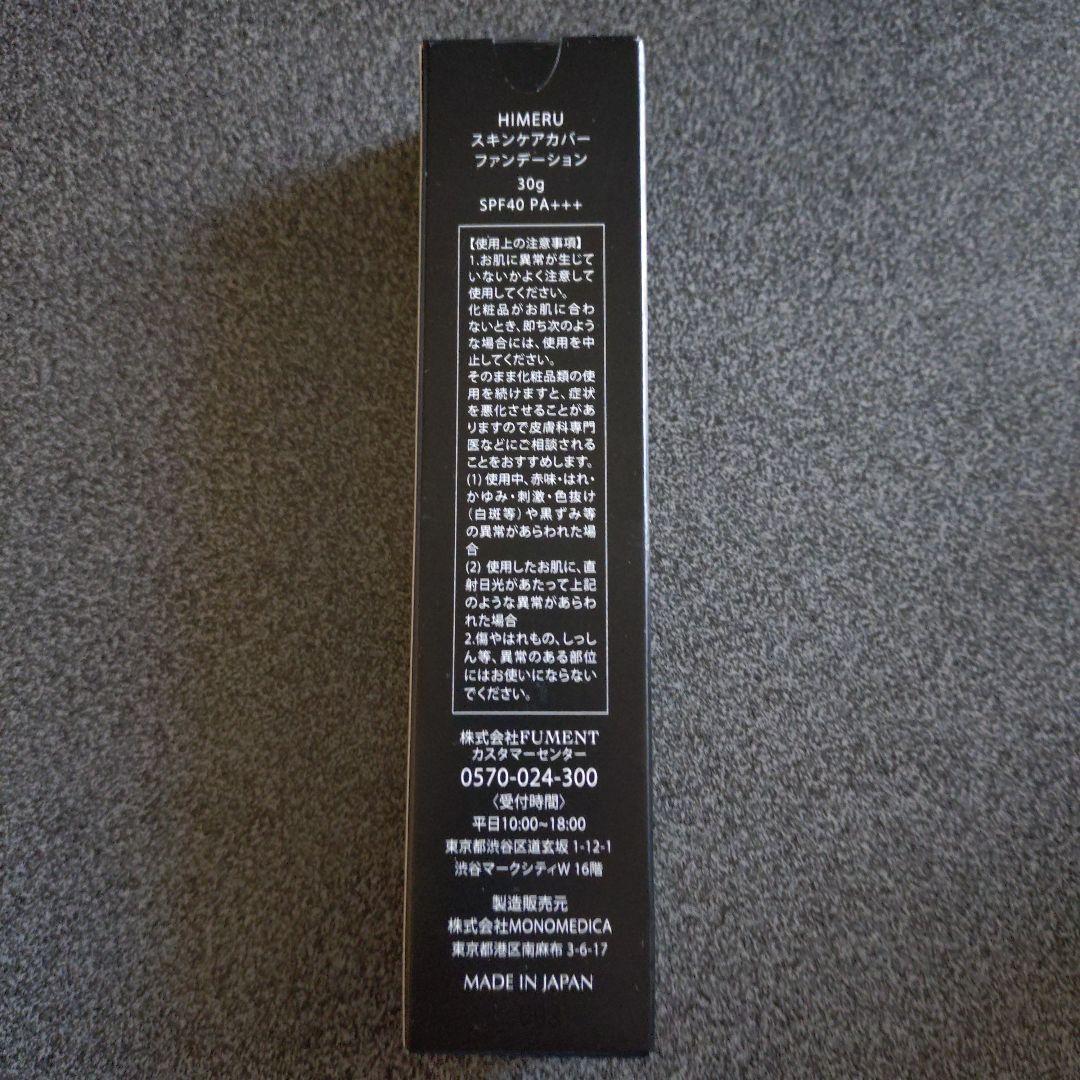 HIMERU
スキンケアカバー
ファンデーション
30g
SPF40 PA+++
【使用上の注意事項】
1.お肌に異常が生じて
いないかよく注意して
使用してください。
化粧品がお肌に合わ
ないとき、即ち次のよう
な場合には、使用を中
止してください。
そのまま化粧品類の使
用を続けますと、症状
を悪化させることがあ
りますので皮膚科専門
医などにご相談される
ことをおすすめします。
(1)使用中、赤味・はれ・
かゆみ・刺激・色抜け
(白斑等)や黒ずみ等
の異常があらわれた場
合
(2) 使用したお肌に、直
射日光があたって上記
のような異常があらわ
れた場合
2.傷やはれもの、しっし
ん等、異常のある部位
にはお使いにならない
でください。
株式会社FUMENT
カスタマーセンター
0570-024-300
〈受付時間〉
平日10:00~18:00
東京都渋谷区道玄坂 1-12-1
渋谷マークシティW 16階
製造販売元
株式会社MONOMEDICA
東京都港区南麻布 3-6-17
MADE IN JAPAN